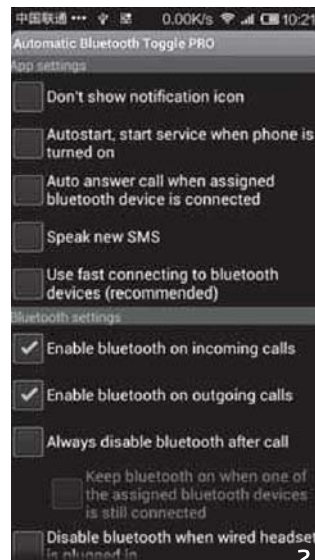 中国联通 ••• 0.00K/s 10:21
Automatic Bluetooth Toggle PRO
App settings
Don't show notification icon
Autostart, start service when phone is
turned on
Auto answer call when assigned
bluetooth device is connected
Speak new SMS
Use fast connecting to bluetooth
devices (recommended)
Bluetooth settings
Enable bluetooth on incoming calls
Enable bluetooth on outgoing calls
Always disable bluetooth after call
Keep bluetooth on when one of
the assigned bluetooth devices
is still connected
Disable bluetooth when wired headset
is plugged in